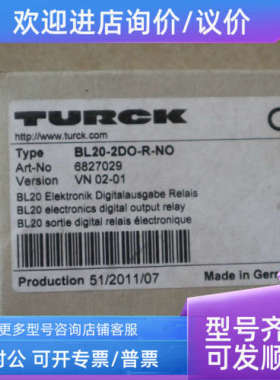 欢迎进店询价/议价
TURCK
http://www.turck.com
Type BL20-2DO-R-NO
Art-No 6827029
Version VN 02-01
BL20 Elektronik Digitalausgabe Relais
BL20 electronics digital output relay
BL20 sortie digital relais électronique
Production 51/2011/07 Made in Ger
更多型号咨询店铺客服
对公 可开专票/普票
型号齐
可发顺